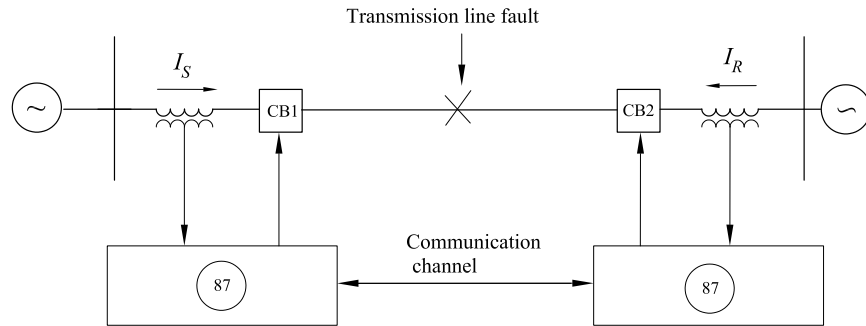 Transmission line fault
I_S
I_R
CB1
CB2
~
~
Communication
channel
87
87